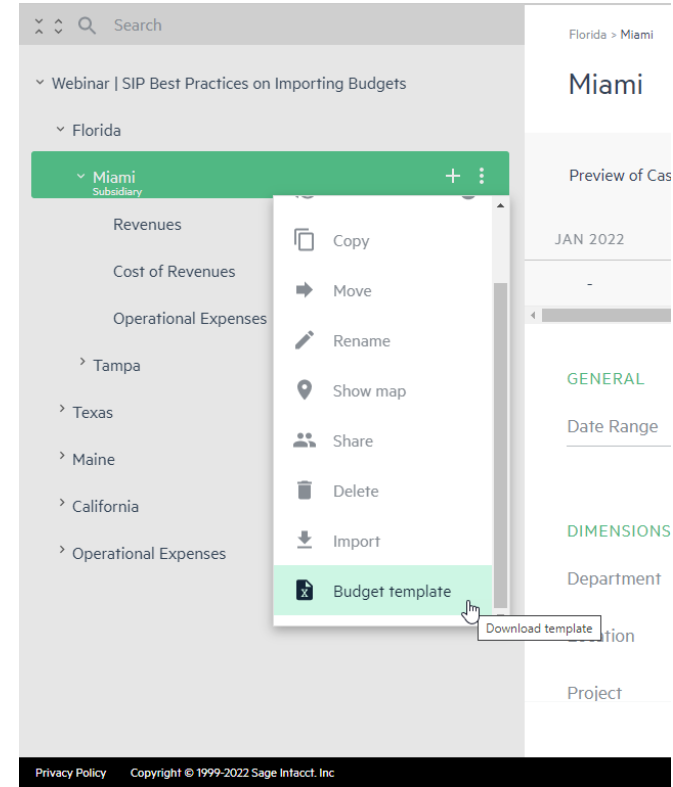 Search
Webinar | SIP Best Practices on Importing Budgets
Florida
Miami
Subsidiary
Revenues
Cost of Revenues
Operational Expenses
Tampa
Texas
Maine
California
Operational Expenses
Copy
Move
Rename
Show map
Share
Delete
Import
Budget template
Download template
Florida > Miami
Miami
Preview of Cas
JAN 2022
-
GENERAL
Date Range
DIMENSIONS
Department
tion
Project
Privacy Policy Copyright © 1999-2022 Sage Intacct. Inc